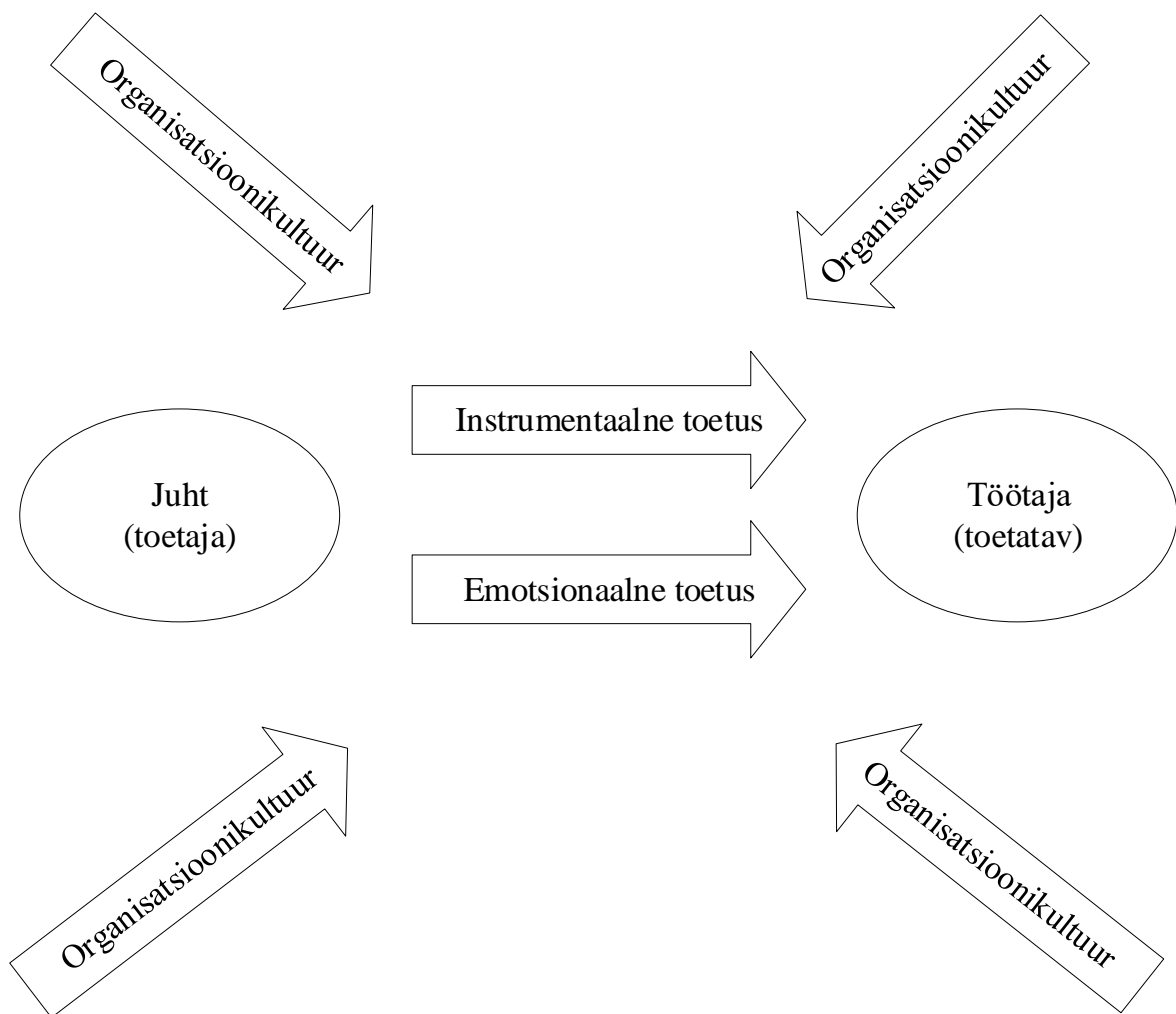 Organisatsioonikultuur
Organisatsioonikultuur
Instrumentaalne toetus
Juht
(toetaja)
Töötaja
(toetatav)
Emotsionaalne toetus
Organisatsioonikultuur
Organisatsioonikultuur